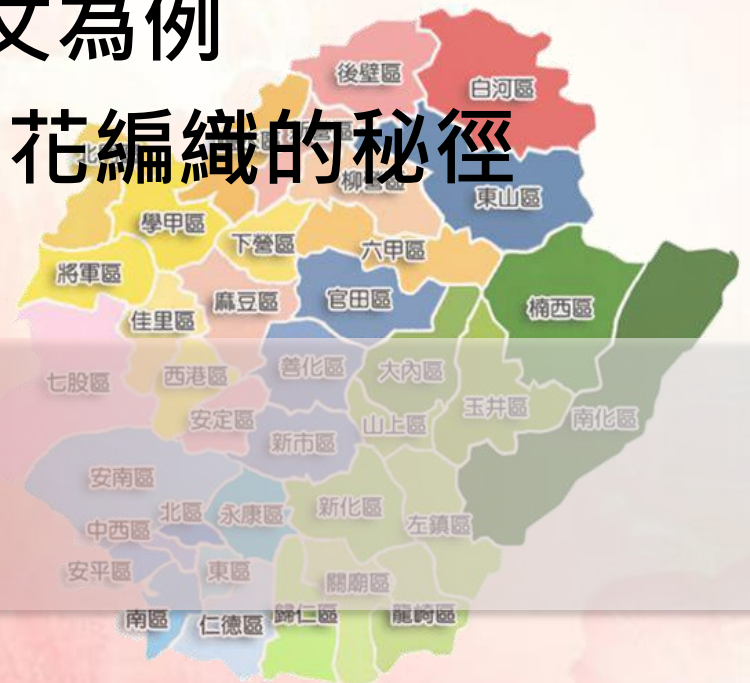 文為例
後壁區
白河區
花編織的秘徑
北
柳營區
東山區
學甲區
下營區
六甲區
將軍區
麻豆區
官田區
佳里區
楠西區
七股區
西港區
善化區
大內區
安定區
玉井區
山上區
南化區
新市區
安南區
北區
永康區
新化區
中西區
左鎮區
安平區
東區
關廟區
南區
仁德區
歸仁區
龍崎區